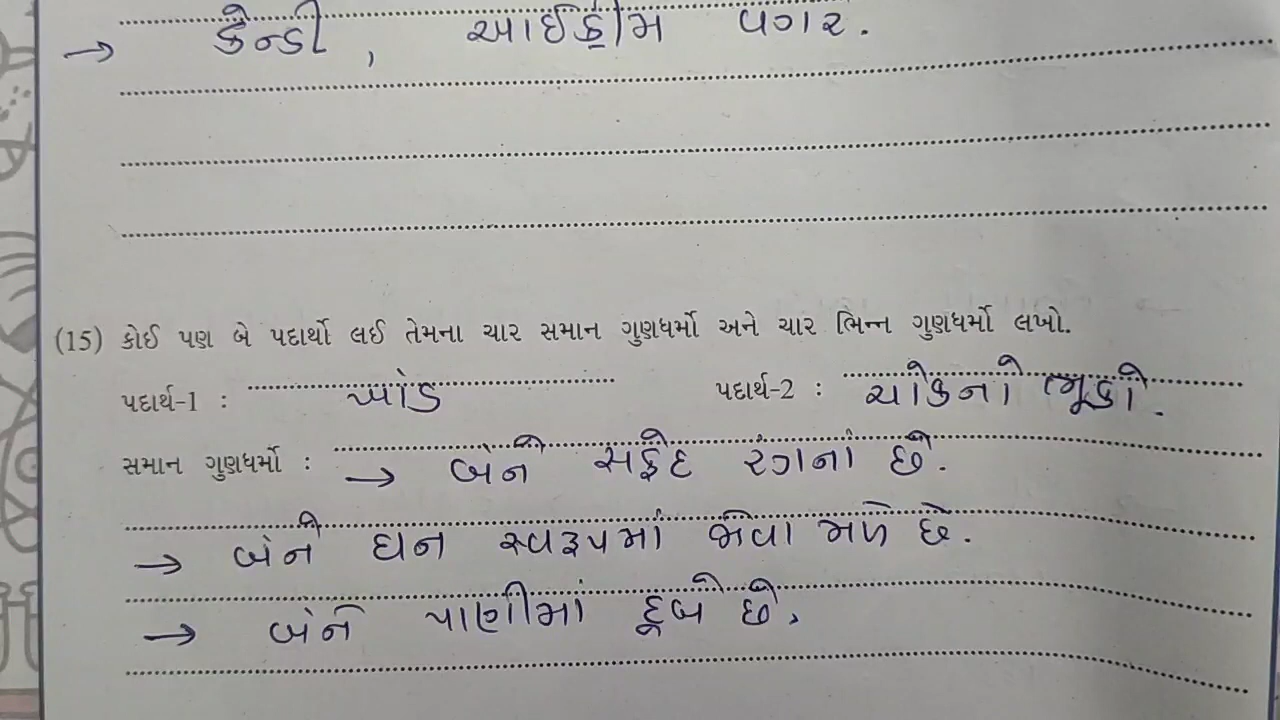 → કેન્ડી, આઈસ્ક્રીમ વગર.
(15) કોઈ પણ બે પદાર્થો લઈ તેમના ચાર સમાન ગુણધર્મો અને ચાર ભિન્ન ગુણધર્મો લખો.
પદાર્થ-1 : ખાંડ પદાર્થ-2 : ચોકનો ભૂકો.
સમાન ગુણધર્મો : → બંને સફેદ રંગનાં છે.
→ બંને ઘન સ્વરૂપમાં જોવા મળે છે.
→ બંને પાણીમાં ડૂબે છે.